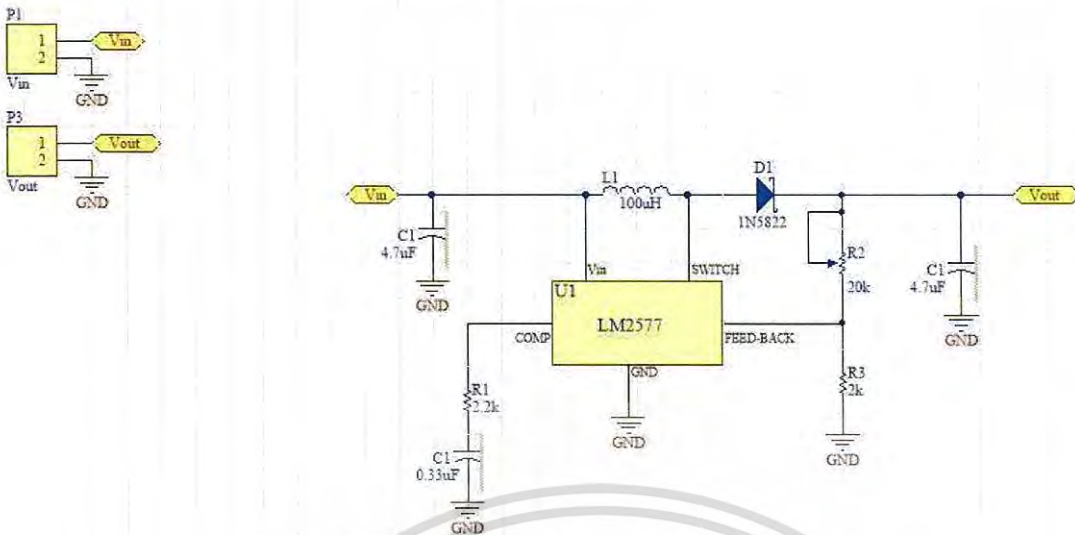 P1
1
2
Vin
Vin
GND
P3
1
2
Vout
Vout
GND
Vin
C1
4.7uF
GND
L1
100uH
D1
1N5822
Vout
R2
20k
C1
4.7uF
GND
Vin
SWITCH
U1
LM2577
COMP
FEED-BACK
GND
GND
R1
2.2k
C1
0.33uF
GND
R3
2k
GND